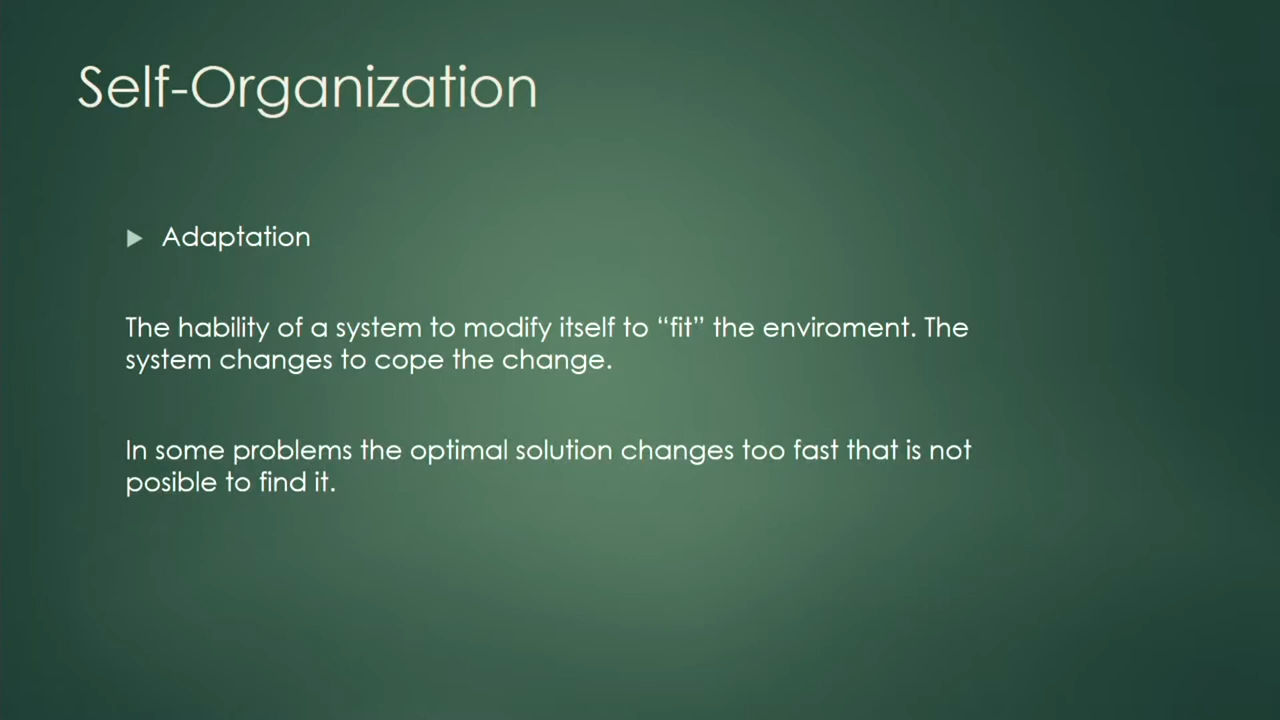 Self-Organization
Adaptation
The hability of a system to modify itself to “fit” the enviroment. The
system changes to cope the change.
In some problems the optimal solution changes too fast that is not
posible to find it.